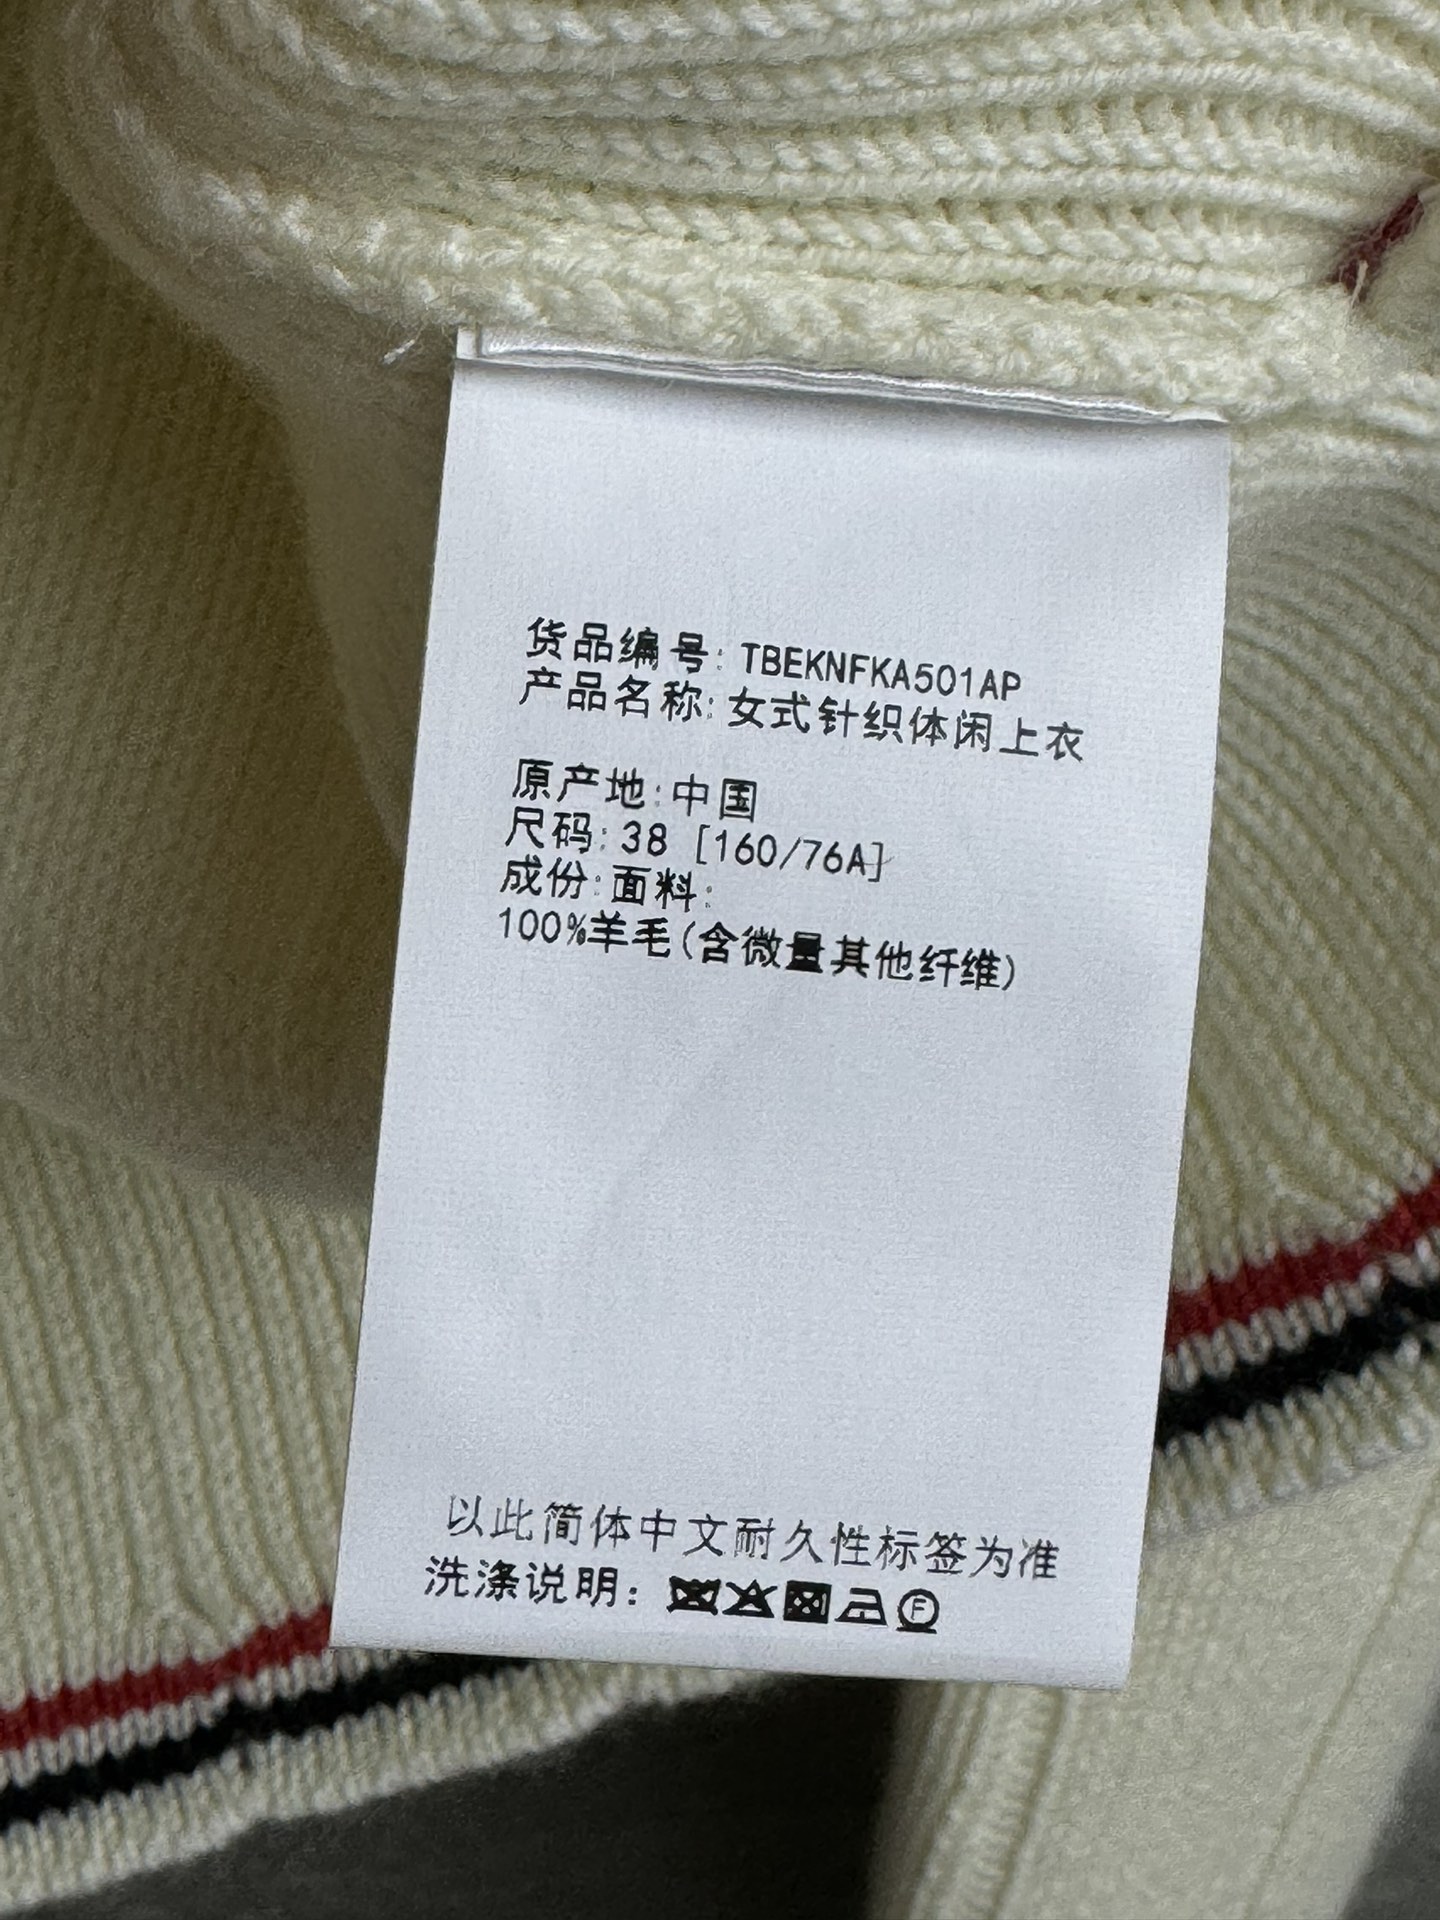 货品编号: TBEKNFKA501AP
产品名称: 女式针织休闲上衣
原产地: 中国
尺码: 38 [160/76A]
成份: 面料:
100%羊毛(含微量其他纤维)
以此简体中文耐久性标签为准
洗涤说明:
F